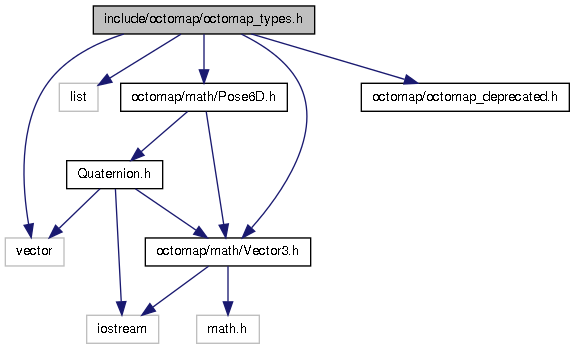 include/octomap/octomap_types.h
list
octomap/math/Pose6D.h
octomap/octomap_deprecated.h
Quaternion.h
vector
octomap/math/Vector3.h
iostream
math.h